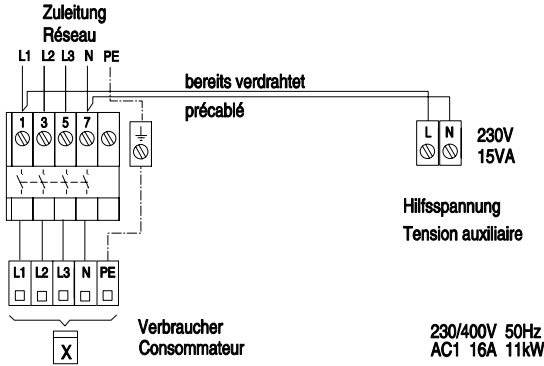 Zuleitung
Réseau
L1 L2 L3 N PE
bereits verdrahtet
précablé
1 3 5 7
L N
230V
15VA
Hilfsspannung
Tension auxiliaire
L1 L2 L3 N PE
Verbraucher
Consommateur
X
230/400V 50Hz
AC1 16A 11kW